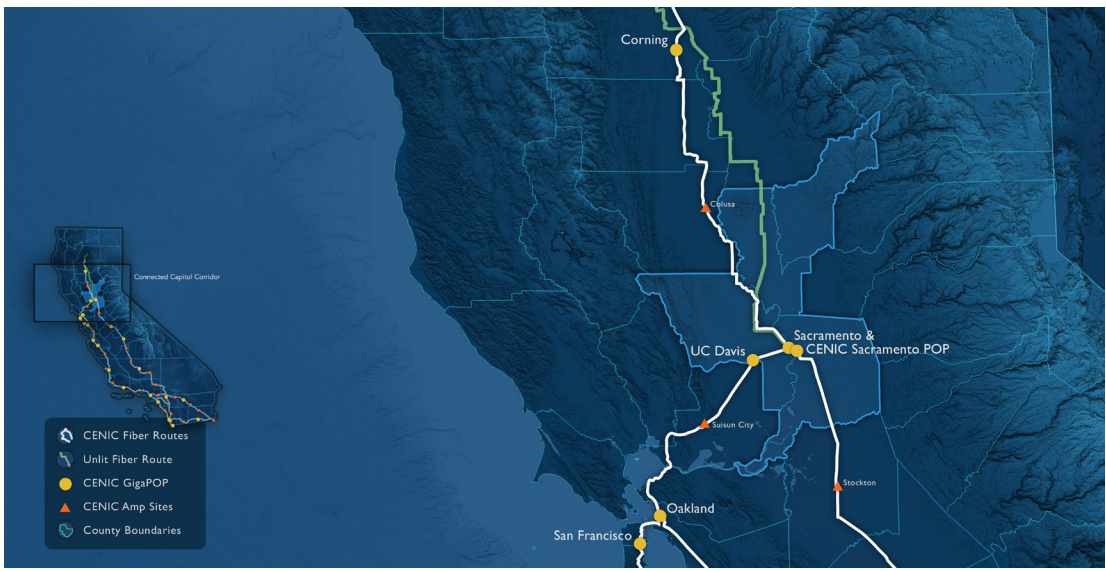 Corning
Colusa
Connected Capitol Corridor
Sacramento &
CENIC Sacramento POP
UC Davis
Suisun City
CENIC Fiber Routes
Unlit Fiber Route
CENIC GigaPOP
CENIC Amp Sites
County Boundaries
Stockton
Oakland
San Francisco